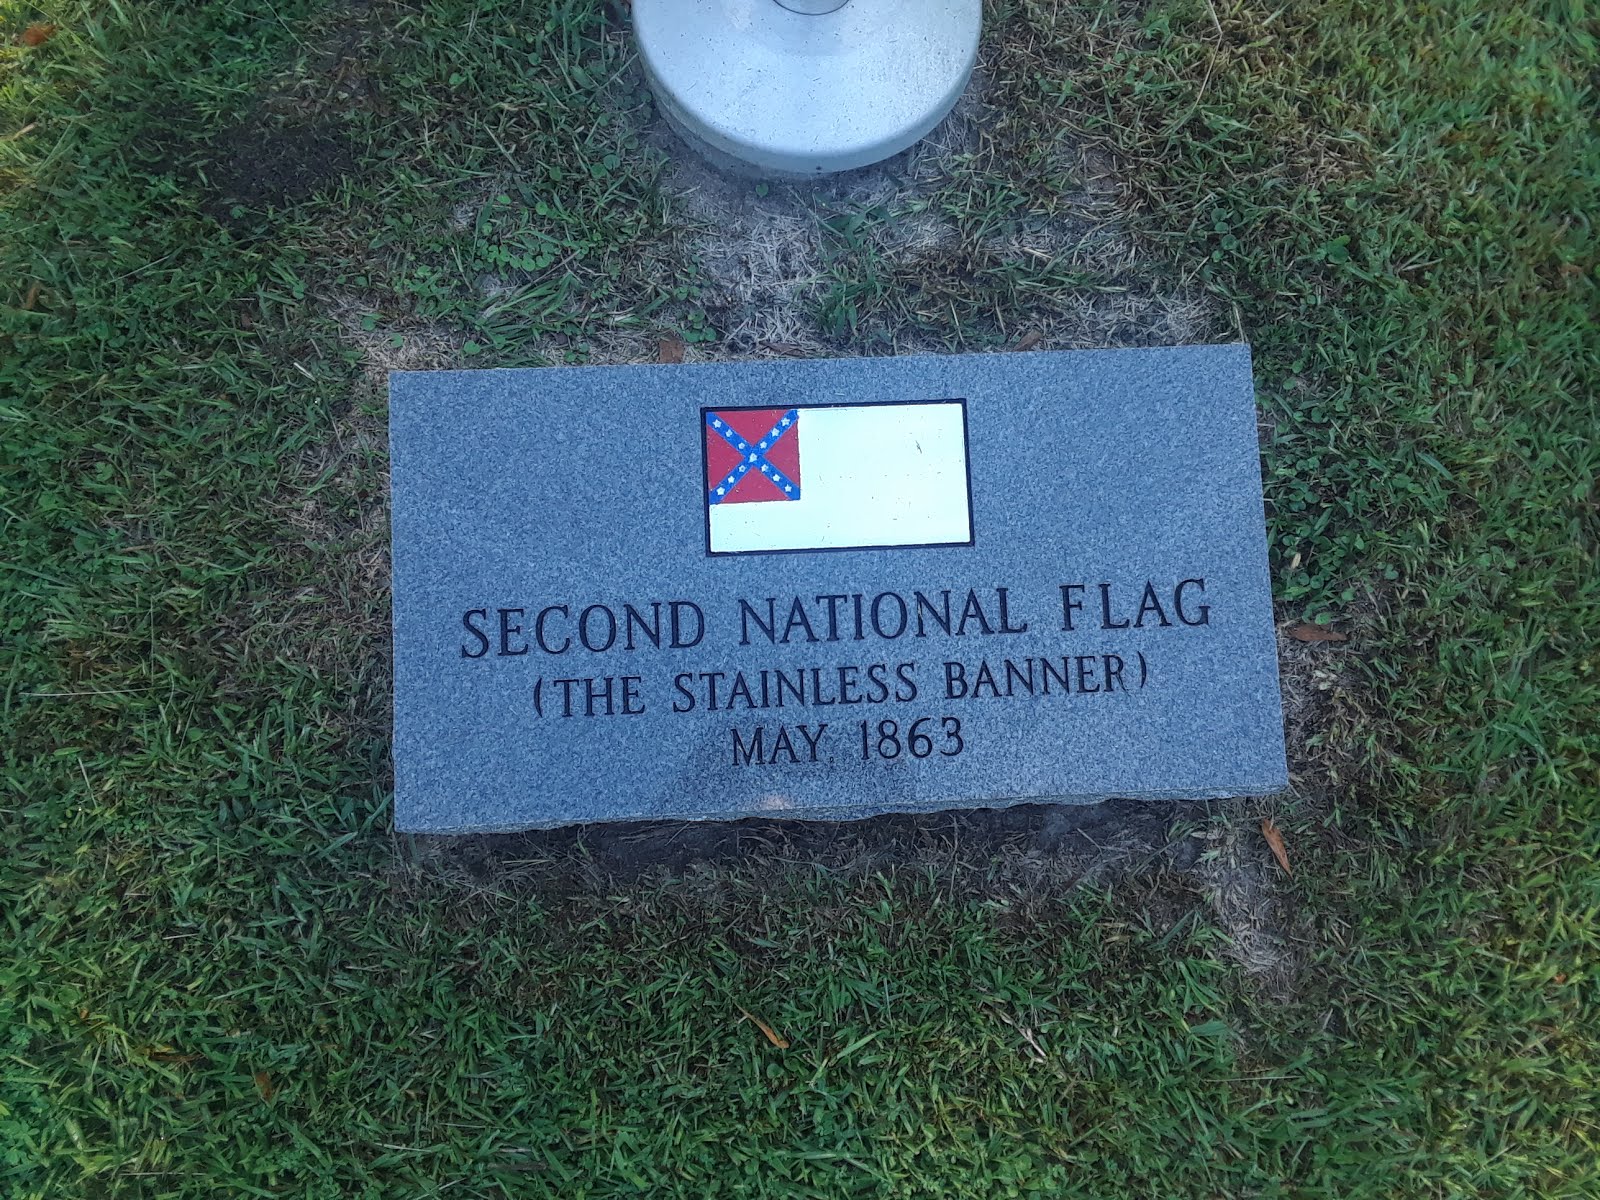 SECOND NATIONAL FLAG
(THE STAINLESS BANNER)
MAY, 1863